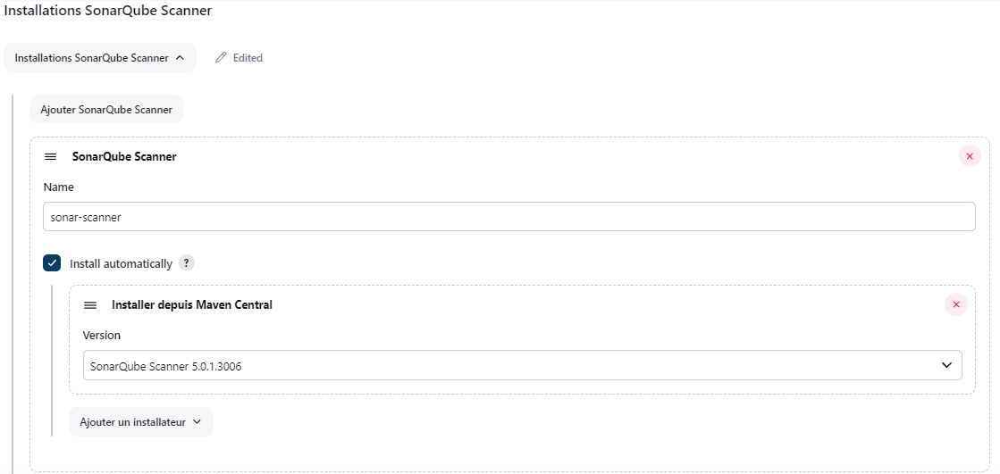 Installations SonarQube Scanner
Installations SonarQube Scanner
Edited
Ajouter SonarQube Scanner
SonarQube Scanner
Name
sonar-scanner
Install automatically ?
Installer depuis Maven Central
Version
SonarQube Scanner 5.0.1.3006
Ajouter un installateur